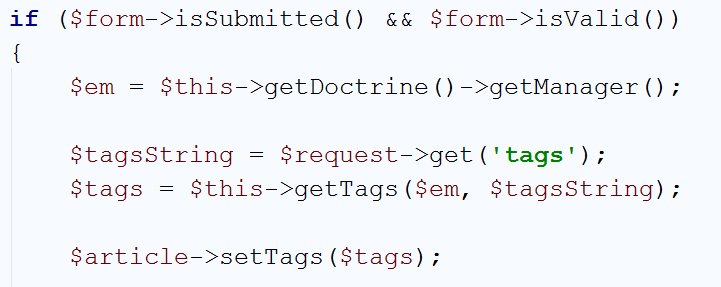 if ($form->isSubmitted() && $form->isValid())
{
    $em = $this->getDoctrine()->getManager();

    $tagsString = $request->get('tags');
    $tags = $this->getTags($em, $tagsString);

    $article->setTags($tags);